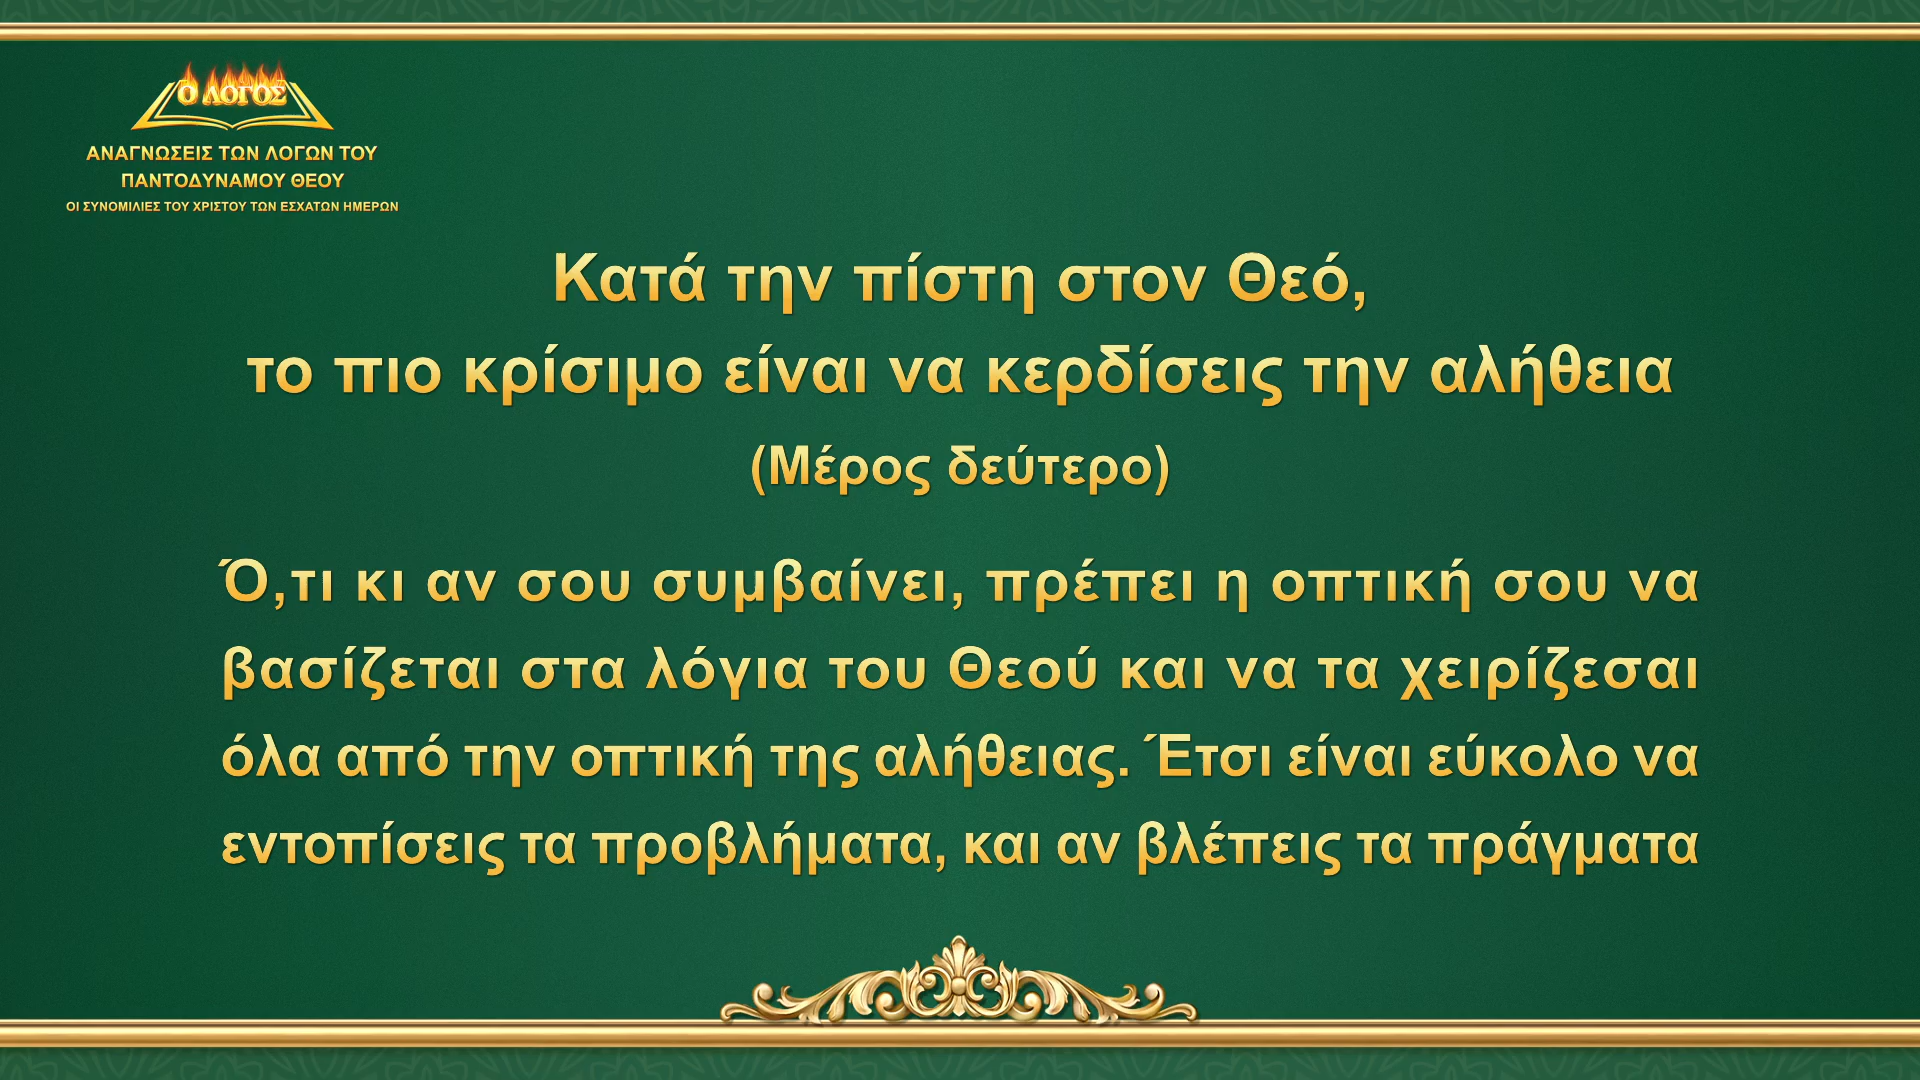 Ο ΛΟΓΟΣ
ΑΝΑΓΝΩΣΕΙΣ ΤΩΝ ΛΟΓΩΝ ΤΟΥ
ΠΑΝΤΟΔΥΝΑΜΟΥ ΘΕΟΥ
ΟΙ ΣΥΝΟΜΙΛΙΕΣ ΤΟΥ ΧΡΙΣΤΟΥ ΤΩΝ ΕΣΧΑΤΩΝ ΗΜΕΡΩΝ
Κατά την πίστη στον Θεό,
το πιο κρίσιμο είναι να κερδίσεις την αλήθεια
(Μέρος δεύτερο)
Ό,τι κι αν σου συμβαίνει, πρέπει η οπτική σου να
βασίζεται στα λόγια του Θεού και να τα χειρίζεσαι
όλα από την οπτική της αλήθειας. Έτσι είναι εύκολο να
εντοπίσεις τα προβλήματα, και αν βλέπεις τα πράγματα